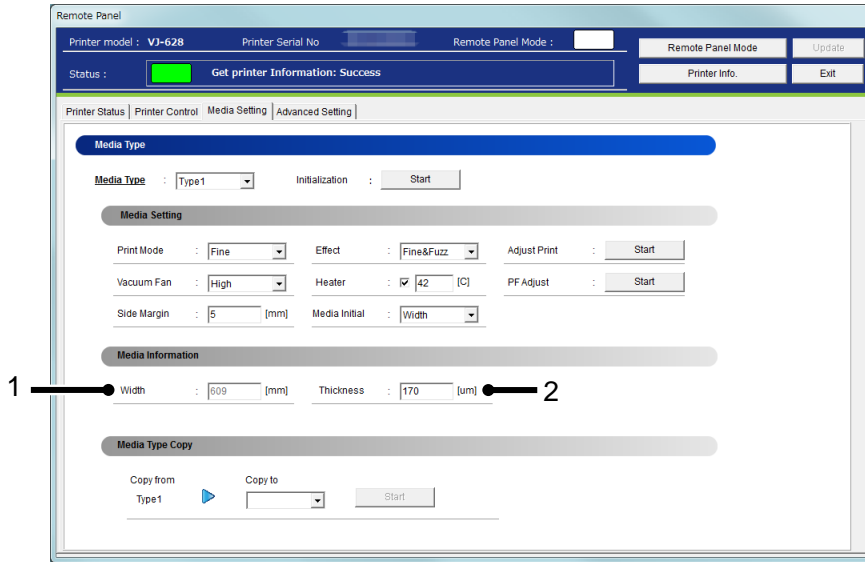 Remote Panel
Printer model : VJ-628 Printer Serial No Remote Panel Mode : Remote Panel Mode Update
Status : Get printer Information: Success Printer Info. Exit
Printer Status Printer Control Media Setting Advanced Setting
Media Type
Media Type : Type1 Initialization : Start
Media Setting
Print Mode : Fine Effect : Fine&Fuzz Adjust Print : Start
Vacuum Fan : High Heater : 42 [C] PF Adjust : Start
Side Margin : 5 [mm] Media Initial : Width
Media Information
1 Width : 609 [mm] Thickness : 170 [um] 2
Media Type Copy
Copy from Copy to
Type1 Start